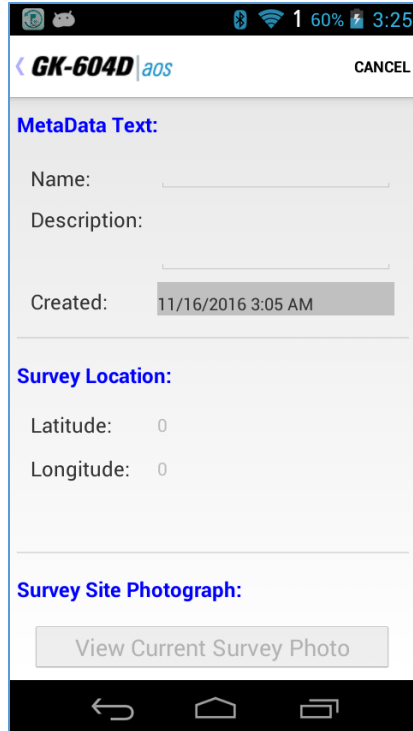 1 60% 3:25
GK-604D aos CANCEL
MetaData Text:
Name:
Description:
Created: 11/16/2016 3:05 AM
Survey Location:
Latitude: 0
Longitude: 0
Survey Site Photograph:
View Current Survey Photo